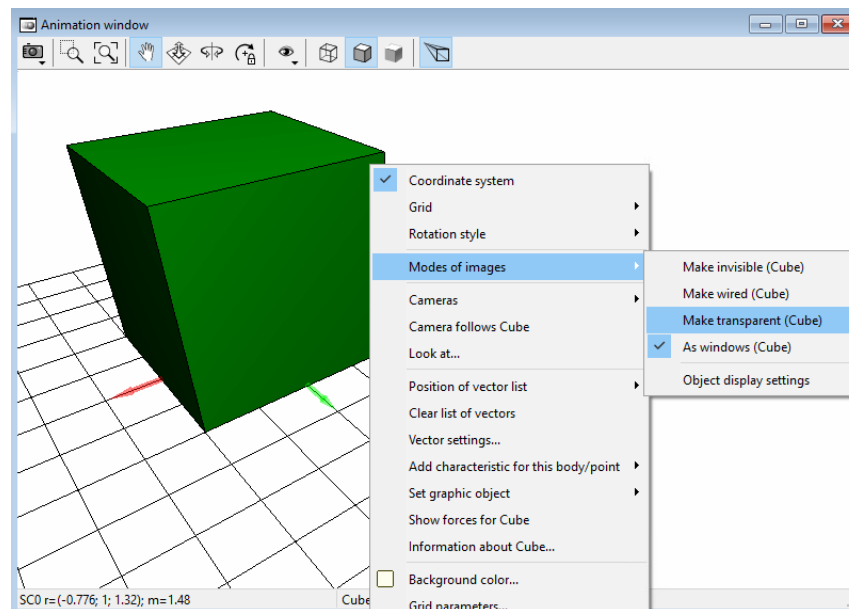 Animation window
Coordinate system
Grid
Rotation style
Modes of images
Make invisible (Cube)
Make wired (Cube)
Make transparent (Cube)
As windows (Cube)
Object display settings
Cameras
Camera follows Cube
Look at...
Position of vector list
Clear list of vectors
Vector settings...
Add characteristic for this body/point
Set graphic object
Show forces for Cube
Information about Cube...
Background color...
Grid parameters...
SC0 r=(-0.776; 1; 1.32); m=1.48
Cube